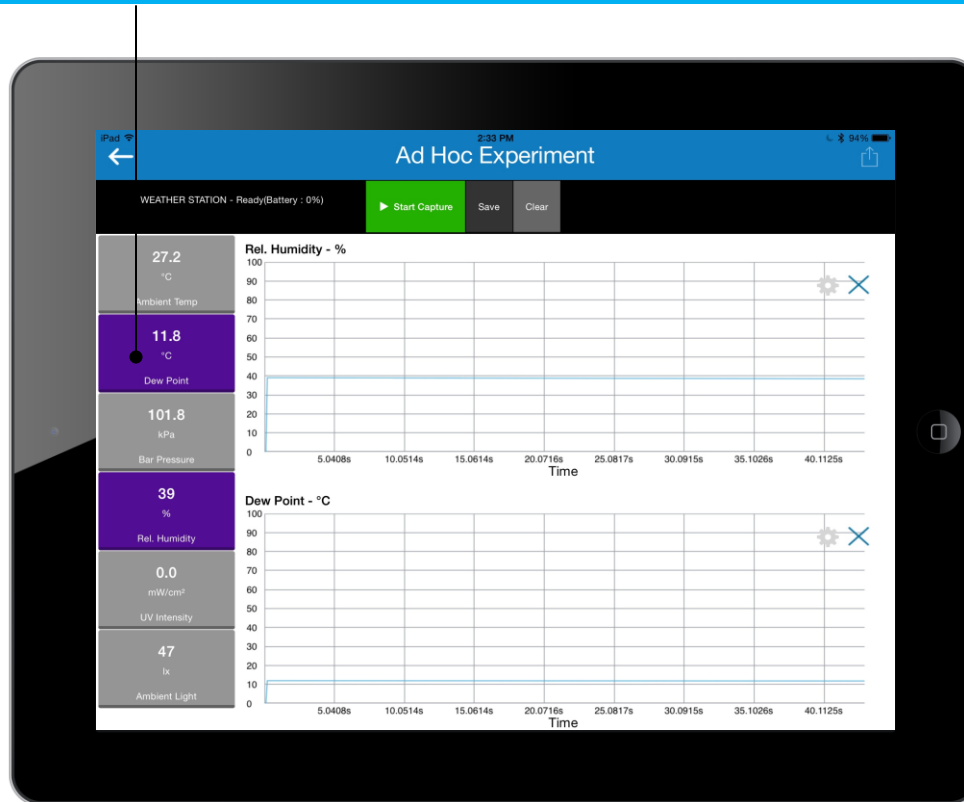 iPad 2:33 PM 94%
Ad Hoc Experiment
WEATHER STATION - Ready(Battery : 0%)
Start Capture Save Clear
27.2
°C
Ambient Temp
11.8
°C
Dew Point
101.8
kPa
Bar Pressure
39
%
Rel. Humidity
0.0
mW/cm²
UV Intensity
47
lx
Ambient Light
Rel. Humidity - %
100
90
80
70
60
50
40
30
20
10
0
5.0408s 10.0514s 15.0614s 20.0716s 25.0817s 30.0915s 35.1026s 40.1125s
Time
Dew Point - °C
100
90
80
70
60
50
40
30
20
10
0
5.0408s 10.0514s 15.0614s 20.0716s 25.0817s 30.0915s 35.1026s 40.1125s
Time